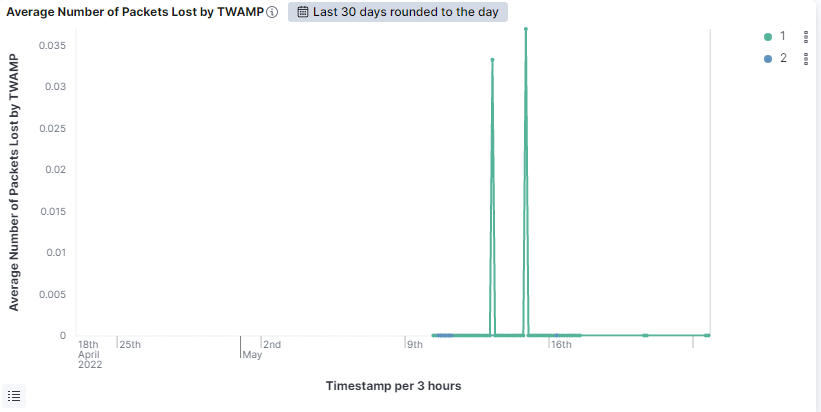 Average Number of Packets Lost by TWAMP
Last 30 days rounded to the day
Average Number of Packets Lost by TWAMP
0.035
0.03
0.025
0.02
0.015
0.01
0.005
0
18th
April
2022
25th
May
2nd
9th
16th
Timestamp per 3 hours
1
2